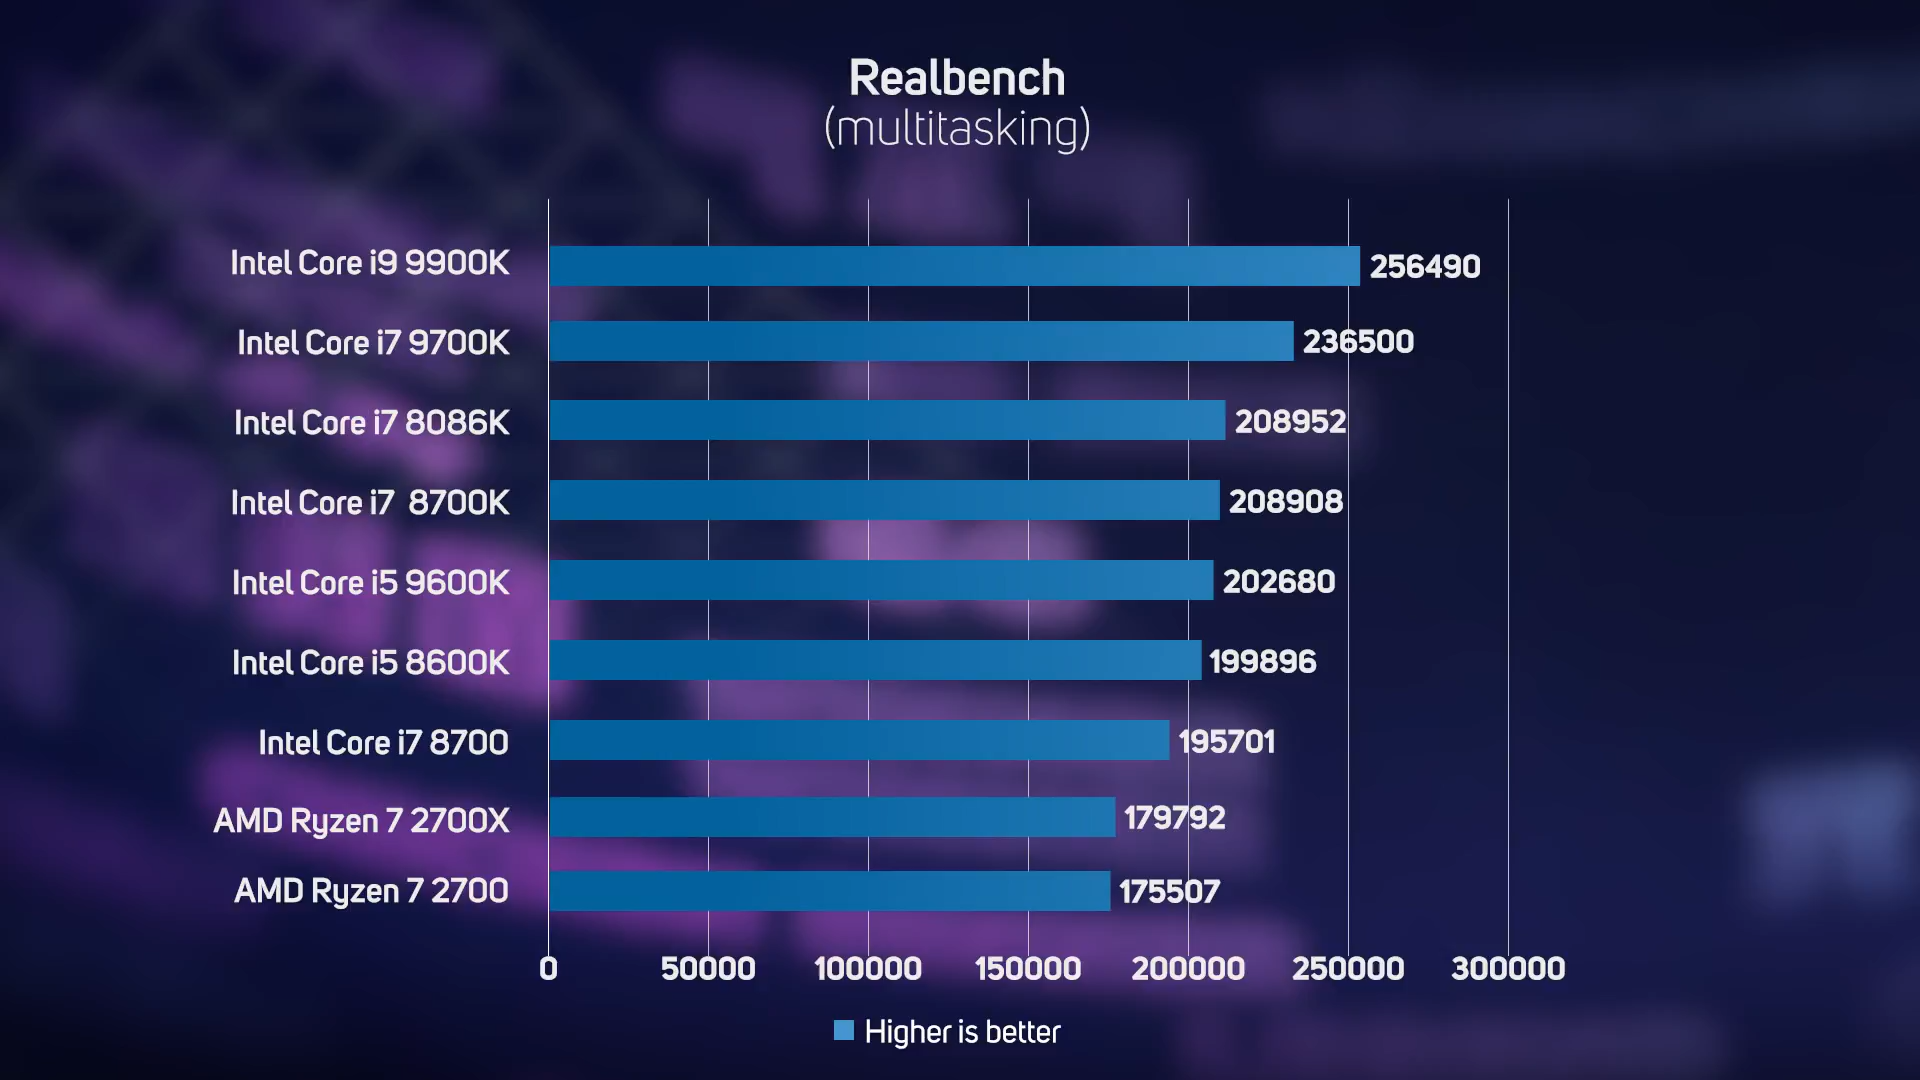 Realbench
(multitasking)
Intel Core i9 9900K 256490
Intel Core i7 9700K 236500
Intel Core i7 8086K 208952
Intel Core i7  8700K 208908
Intel Core i5 9600K 202680
Intel Core i5 8600K 199896
Intel Core i7 8700 195701
AMD Ryzen 7 2700X 179792
AMD Ryzen 7 2700 175507
0 50000 100000 150000 200000 250000 300000
Higher is better